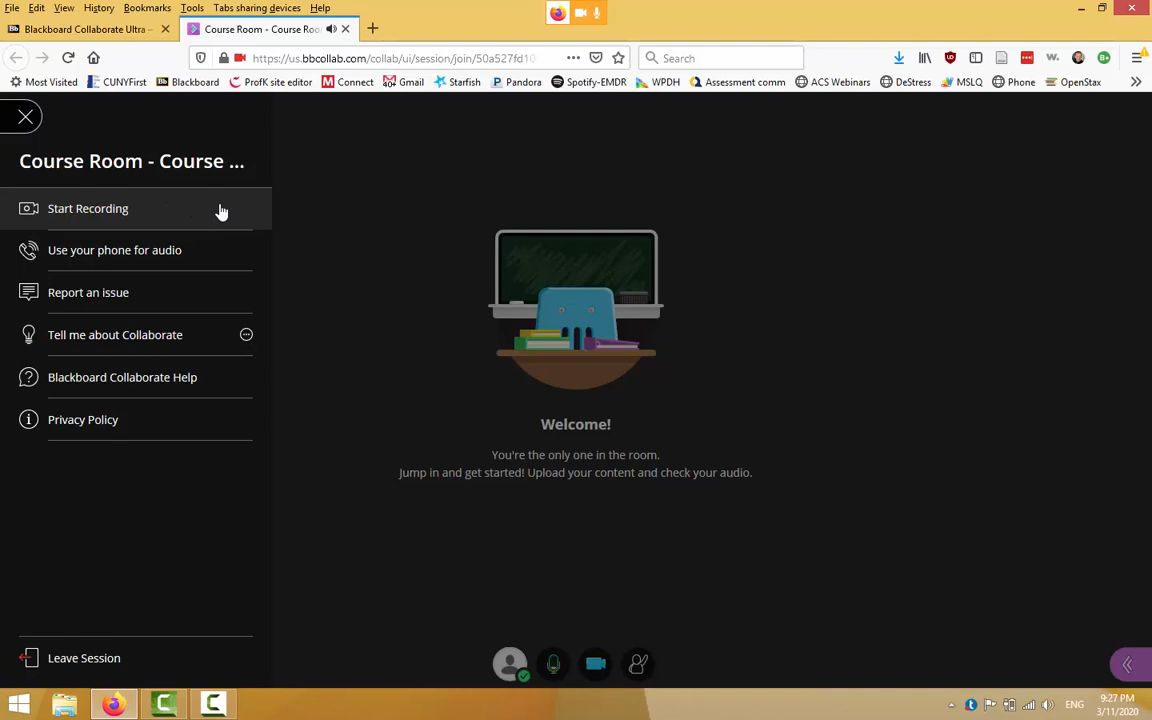 File Edit View History Bookmarks Tools Tabs sharing devices Help
Bb Blackboard Collaborate Ultra –
Course Room - Course Roo
https://us.bbcollab.com/collab/ui/session/join/50a527fd10
Search
Most Visited CUNYFirst Bb Blackboard ProfK site editor M Connect 40 Gmail Starfish P Pandora Spotify-EMDR WPDH Assessment comm ACS Webinars DeStress MSLQ Phone OpenStax
Course Room - Course ...
Start Recording
Use your phone for audio
Report an issue
Tell me about Collaborate
Blackboard Collaborate Help
Privacy Policy
Welcome!
You're the only one in the room.
Jump in and get started! Upload your content and check your audio.
Leave Session
ENG
9:27 PM
3/11/2020